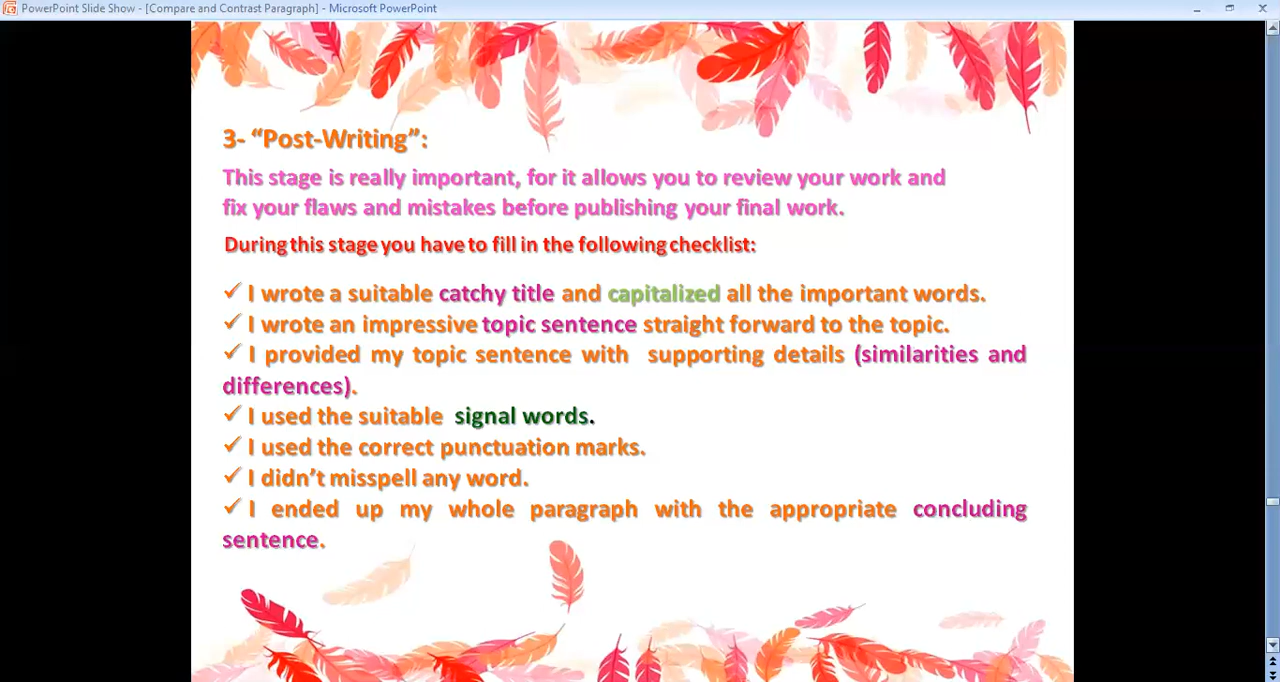 PowerPoint Slide Show - [Compare and Contrast Paragraph] - Microsoft PowerPoint
3- “Post-Writing”:
This stage is really important, for it allows you to review your work and
fix your flaws and mistakes before publishing your final work.
During this stage you have to fill in the following checklist:
✓ I wrote a suitable catchy title and capitalized all the important words.
✓ I wrote an impressive topic sentence straight forward to the topic.
✓ I provided my topic sentence with supporting details (similarities and
differences).
✓ I used the suitable signal words.
✓ I used the correct punctuation marks.
✓ I didn’t misspell any word.
✓ I ended up my whole paragraph with the appropriate concluding
sentence.